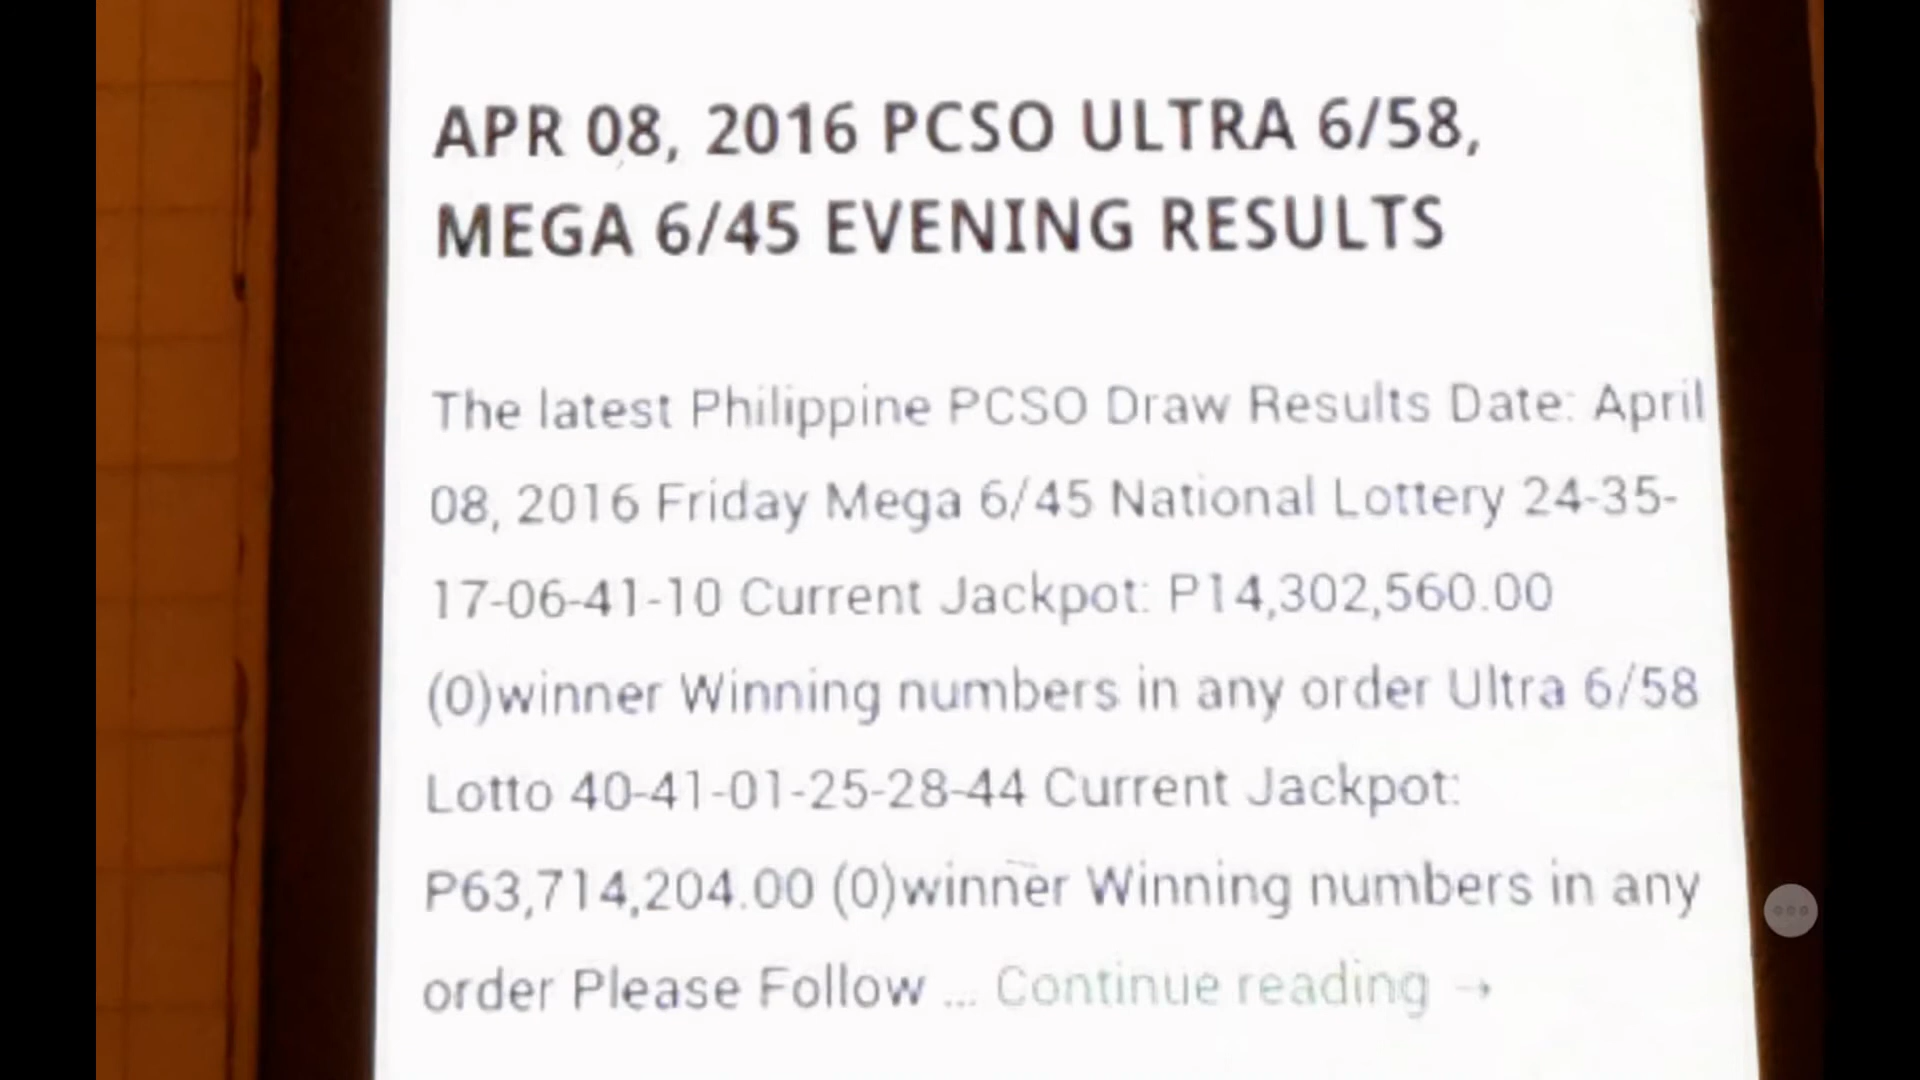 APR 08, 2016 PCSO ULTRA 6/58,
MEGA 6/45 EVENING RESULTS
The latest Philippine PCSO Draw Results Date: April
08, 2016 Friday Mega 6/45 National Lottery 24-35-
17-06-41-10 Current Jackpot: P14,302,560.00
(0)winner Winning numbers in any order Ultra 6/58
Lotto 40-41-01-25-28-44 Current Jackpot:
P63,714,204.00 (0)winner Winning numbers in any
order Please Follow ... Continue reading →